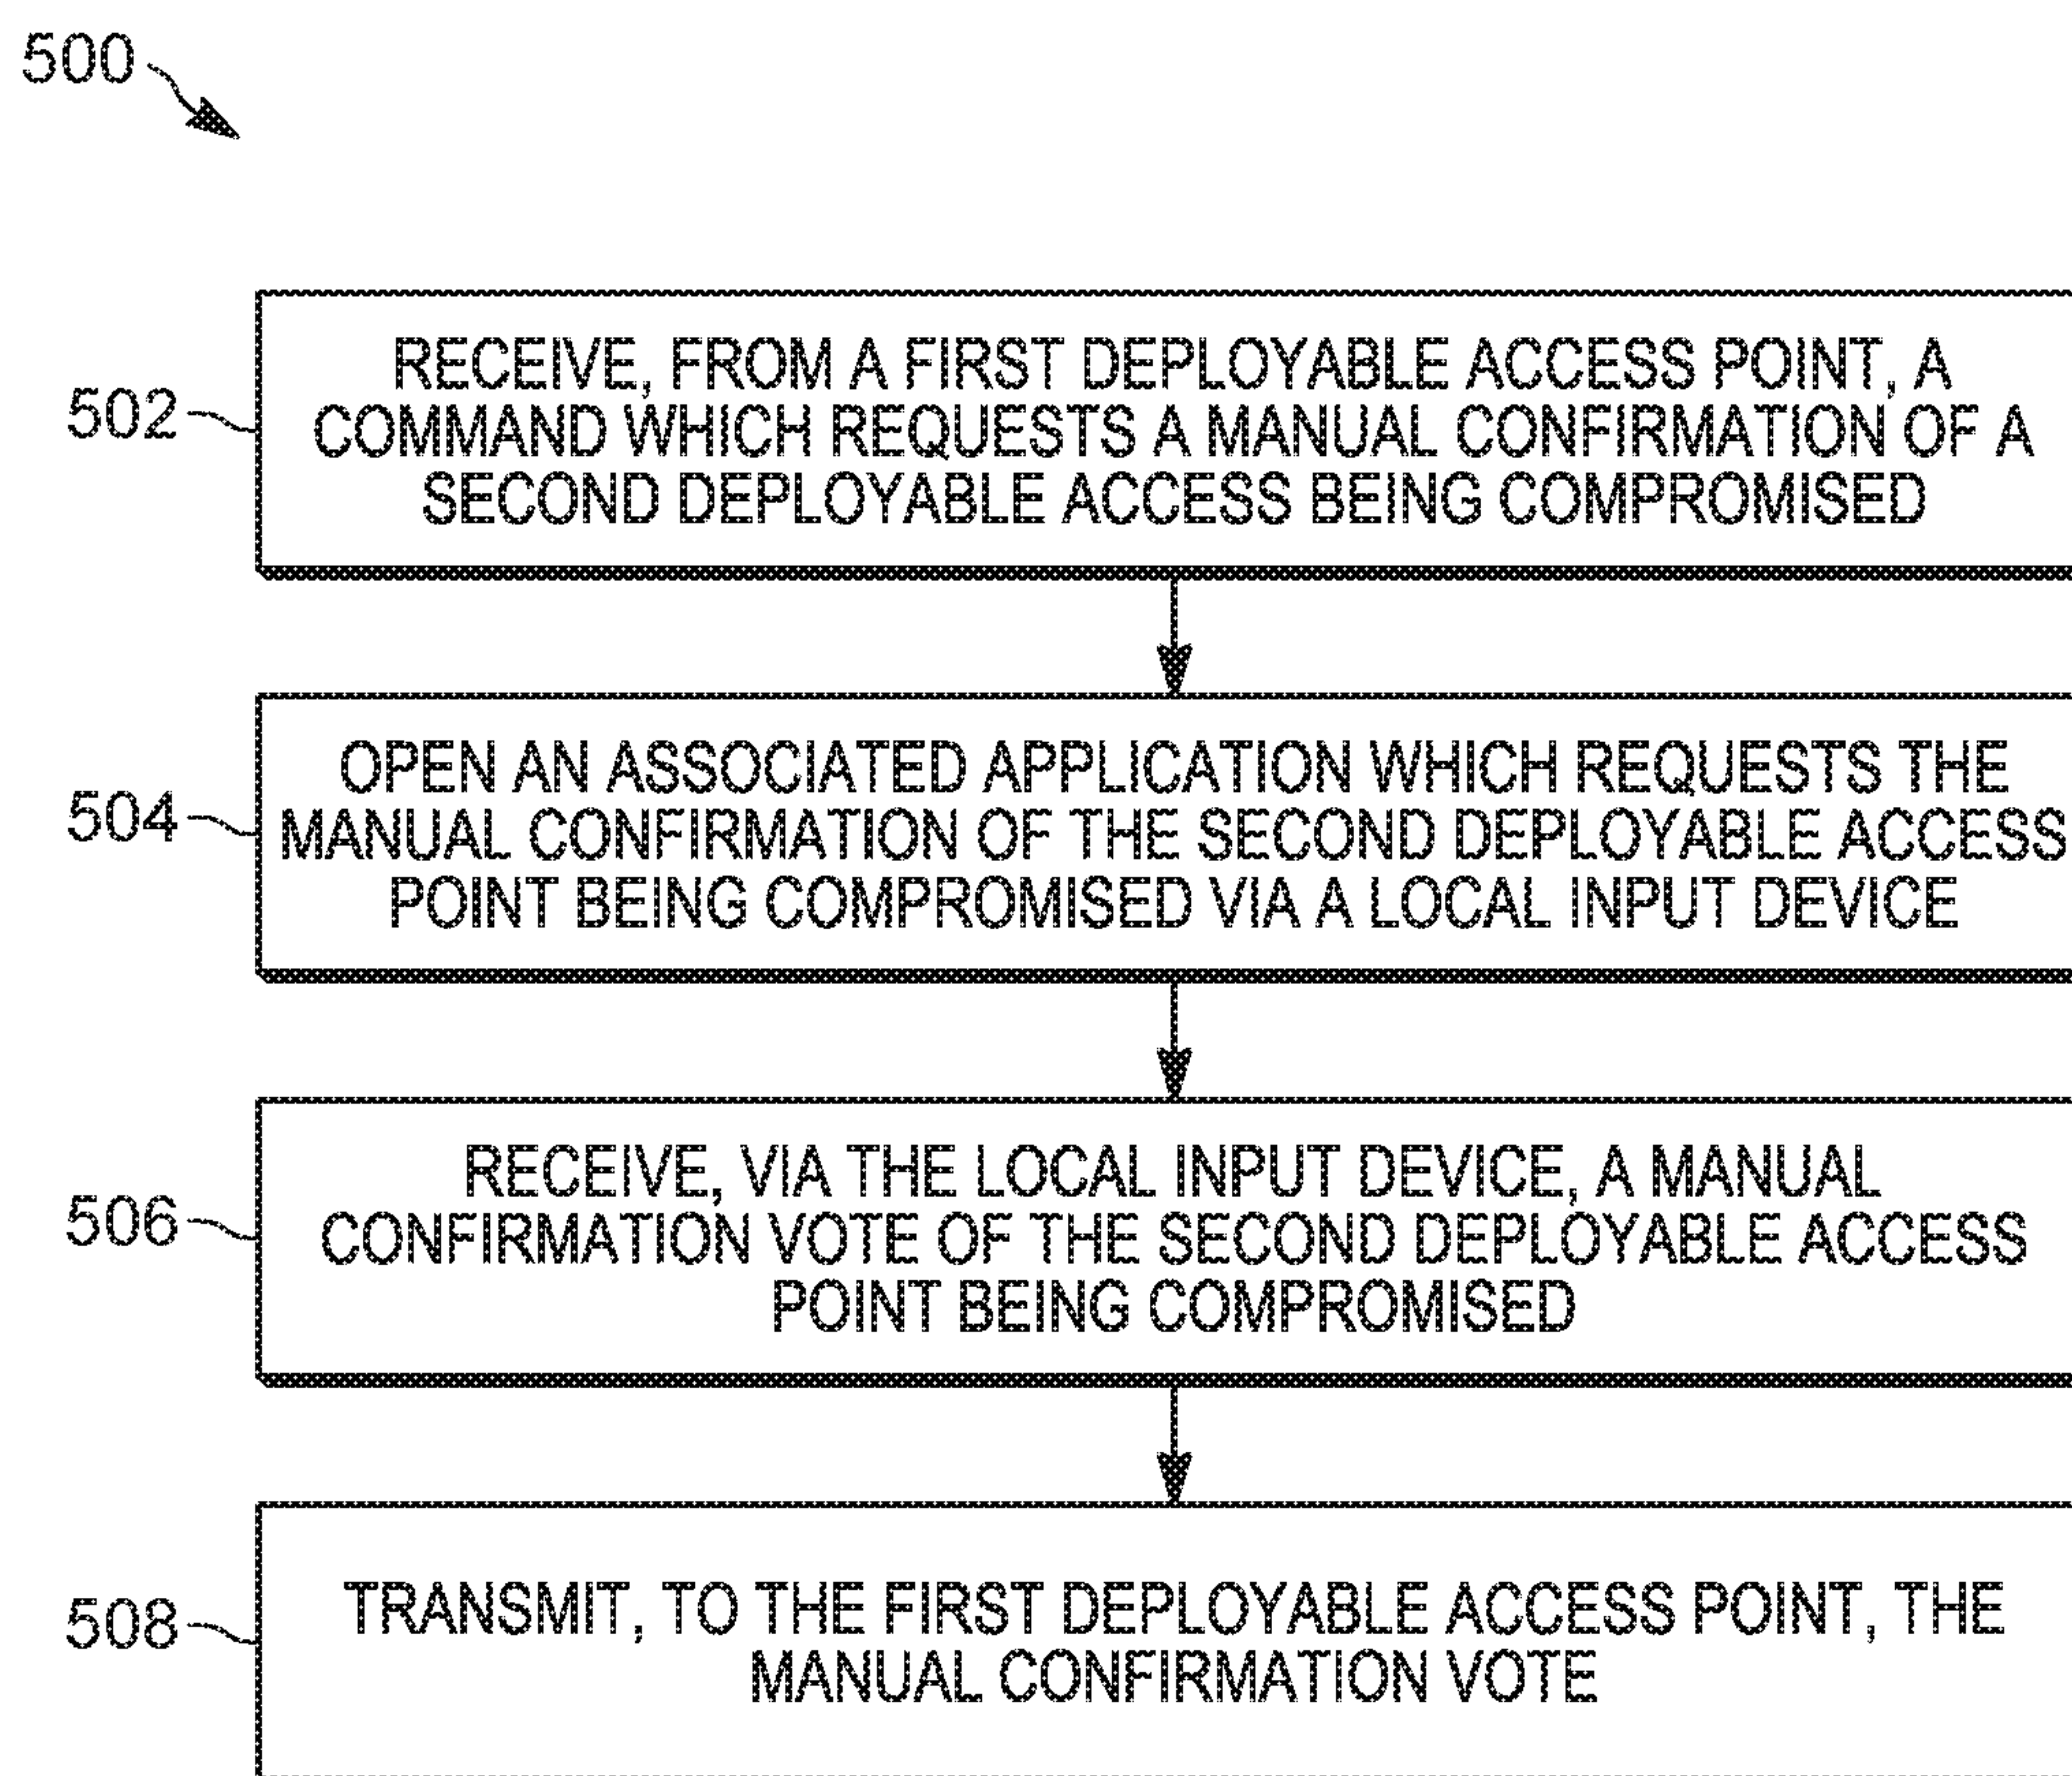 500
502
RECEIVE, FROM A FIRST DEPLOYABLE ACCESS POINT, A
COMMAND WHICH REQUESTS A MANUAL CONFIRMATION OF A
SECOND DEPLOYABLE ACCESS BEING COMPROMISED
504
OPEN AN ASSOCIATED APPLICATION WHICH REQUESTS THE
MANUAL CONFIRMATION OF THE SECOND DEPLOYABLE ACCESS
POINT BEING COMPROMISED VIA A LOCAL INPUT DEVICE
506
RECEIVE, VIA THE LOCAL INPUT DEVICE, A MANUAL
CONFIRMATION VOTE OF THE SECOND DEPLOYABLE ACCESS
POINT BEING COMPROMISED
508
TRANSMIT, TO THE FIRST DEPLOYABLE ACCESS POINT, THE
MANUAL CONFIRMATION VOTE